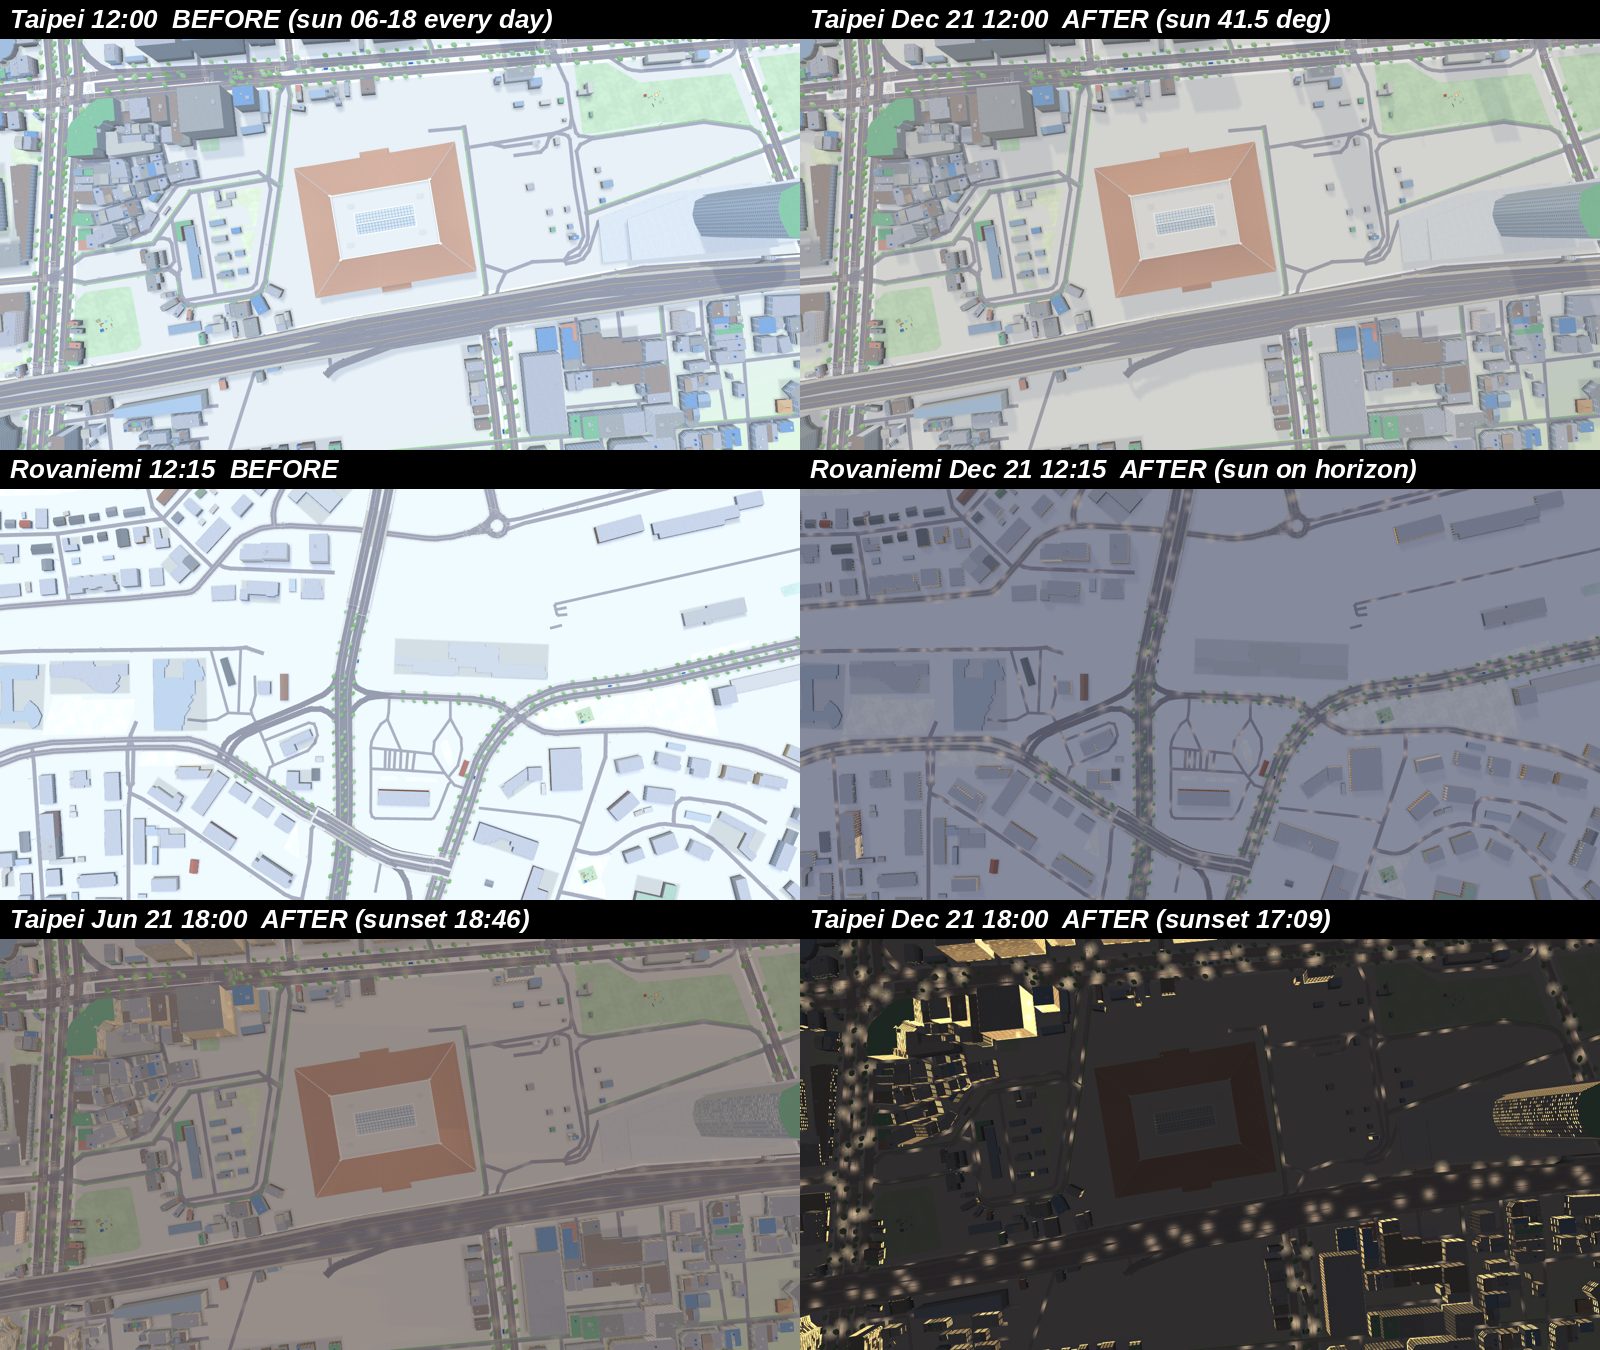 Taipei 12:00 BEFORE (sun 06-18 every day)
Taipei Dec 21 12:00 AFTER (sun 41.5 deg)
Rovaniemi 12:15 BEFORE
Rovaniemi Dec 21 12:15 AFTER (sun on horizon)
Taipei Jun 21 18:00 AFTER (sunset 18:46)
Taipei Dec 21 18:00 AFTER (sunset 17:09)